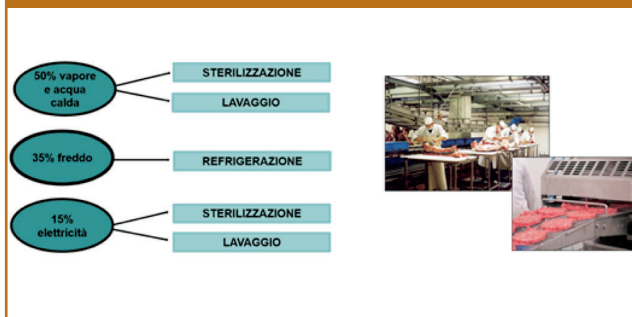 50% vapore
e acqua
calda
STERILIZZAZIONE
LAVAGGIO
35% freddo
REFRIGERAZIONE
15%
elettricità
STERILIZZAZIONE
LAVAGGIO